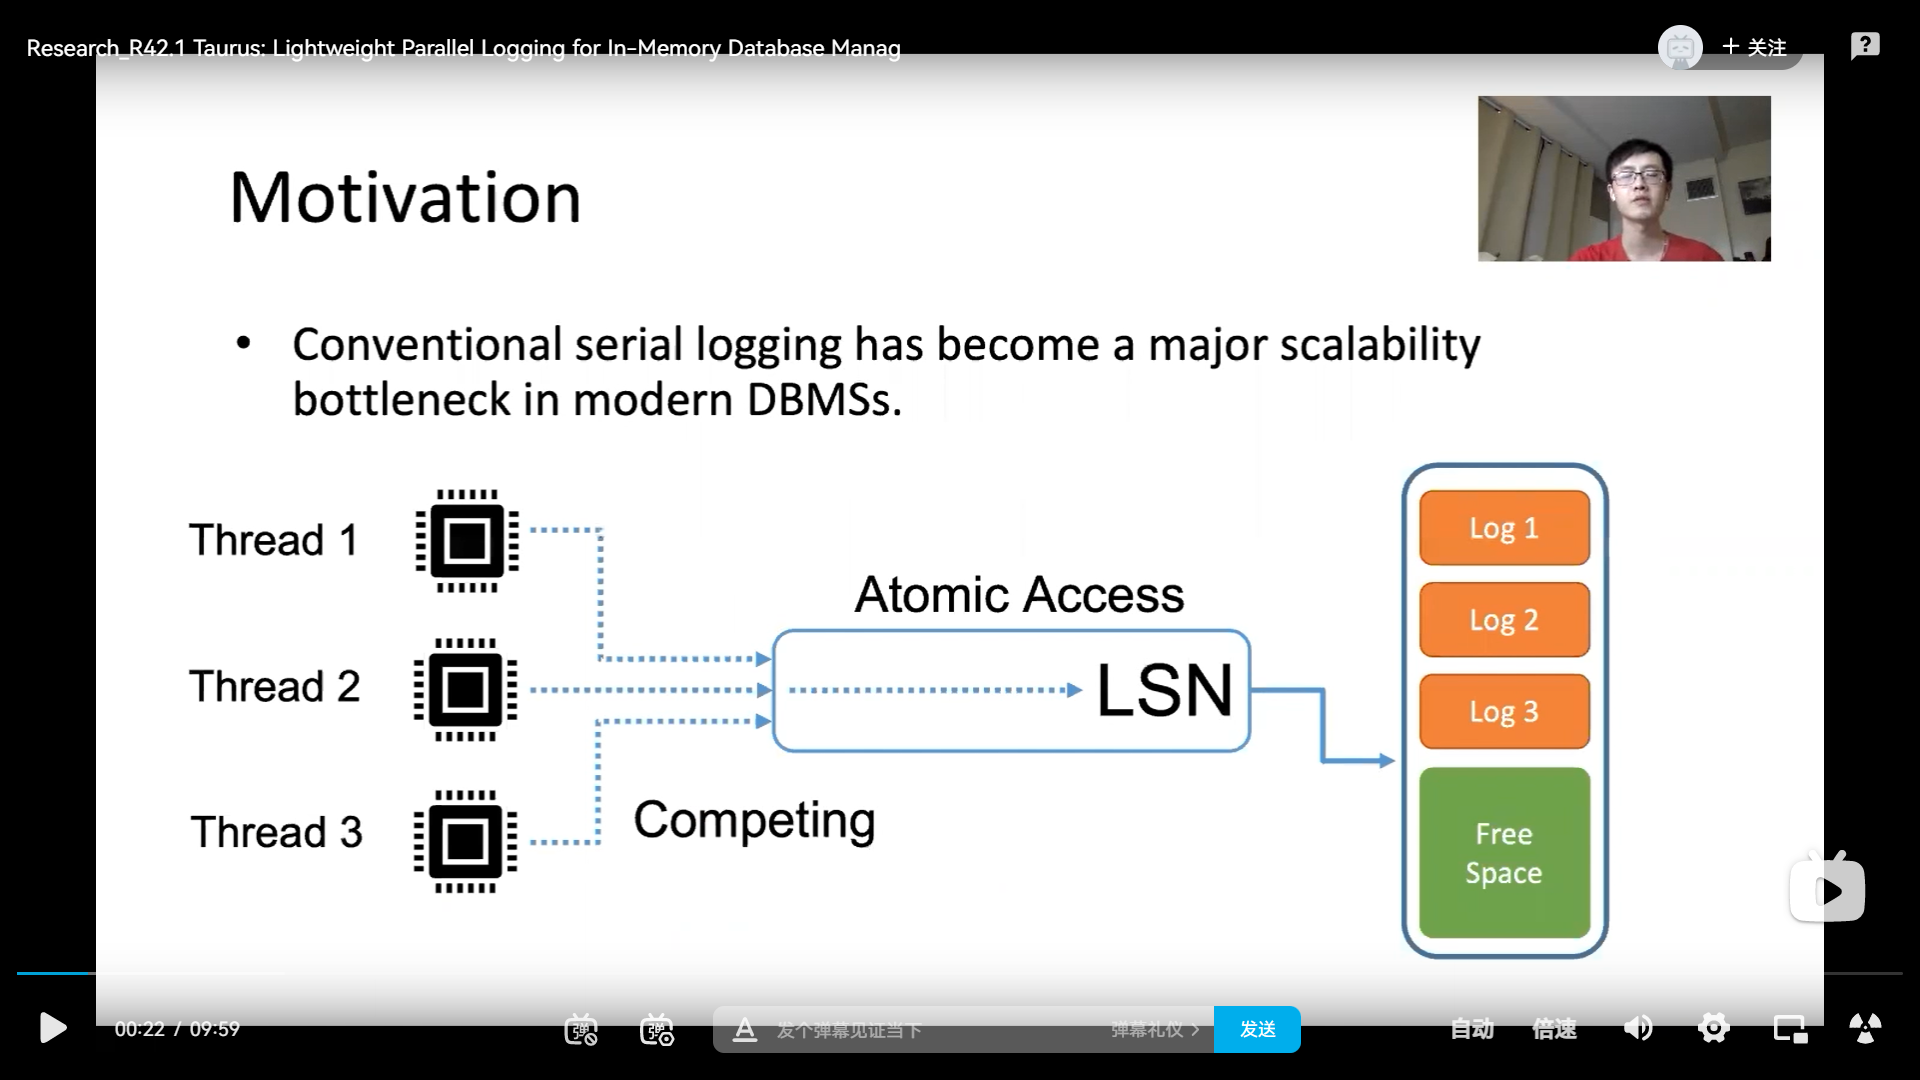 Research_R42.1 Taurus: Lightweight Parallel Logging for In-Memory Database Manag
+ 关注
Motivation
• Conventional serial logging has become a major scalability
bottleneck in modern DBMSs.
Thread 1
Thread 2
Thread 3
Atomic Access
LSN
Competing
Log 1
Log 2
Log 3
Free
Space
00:22 / 09:59
弹
弹
A
发个弹幕见证当下
弹幕礼仪 >
发送
自动
倍速